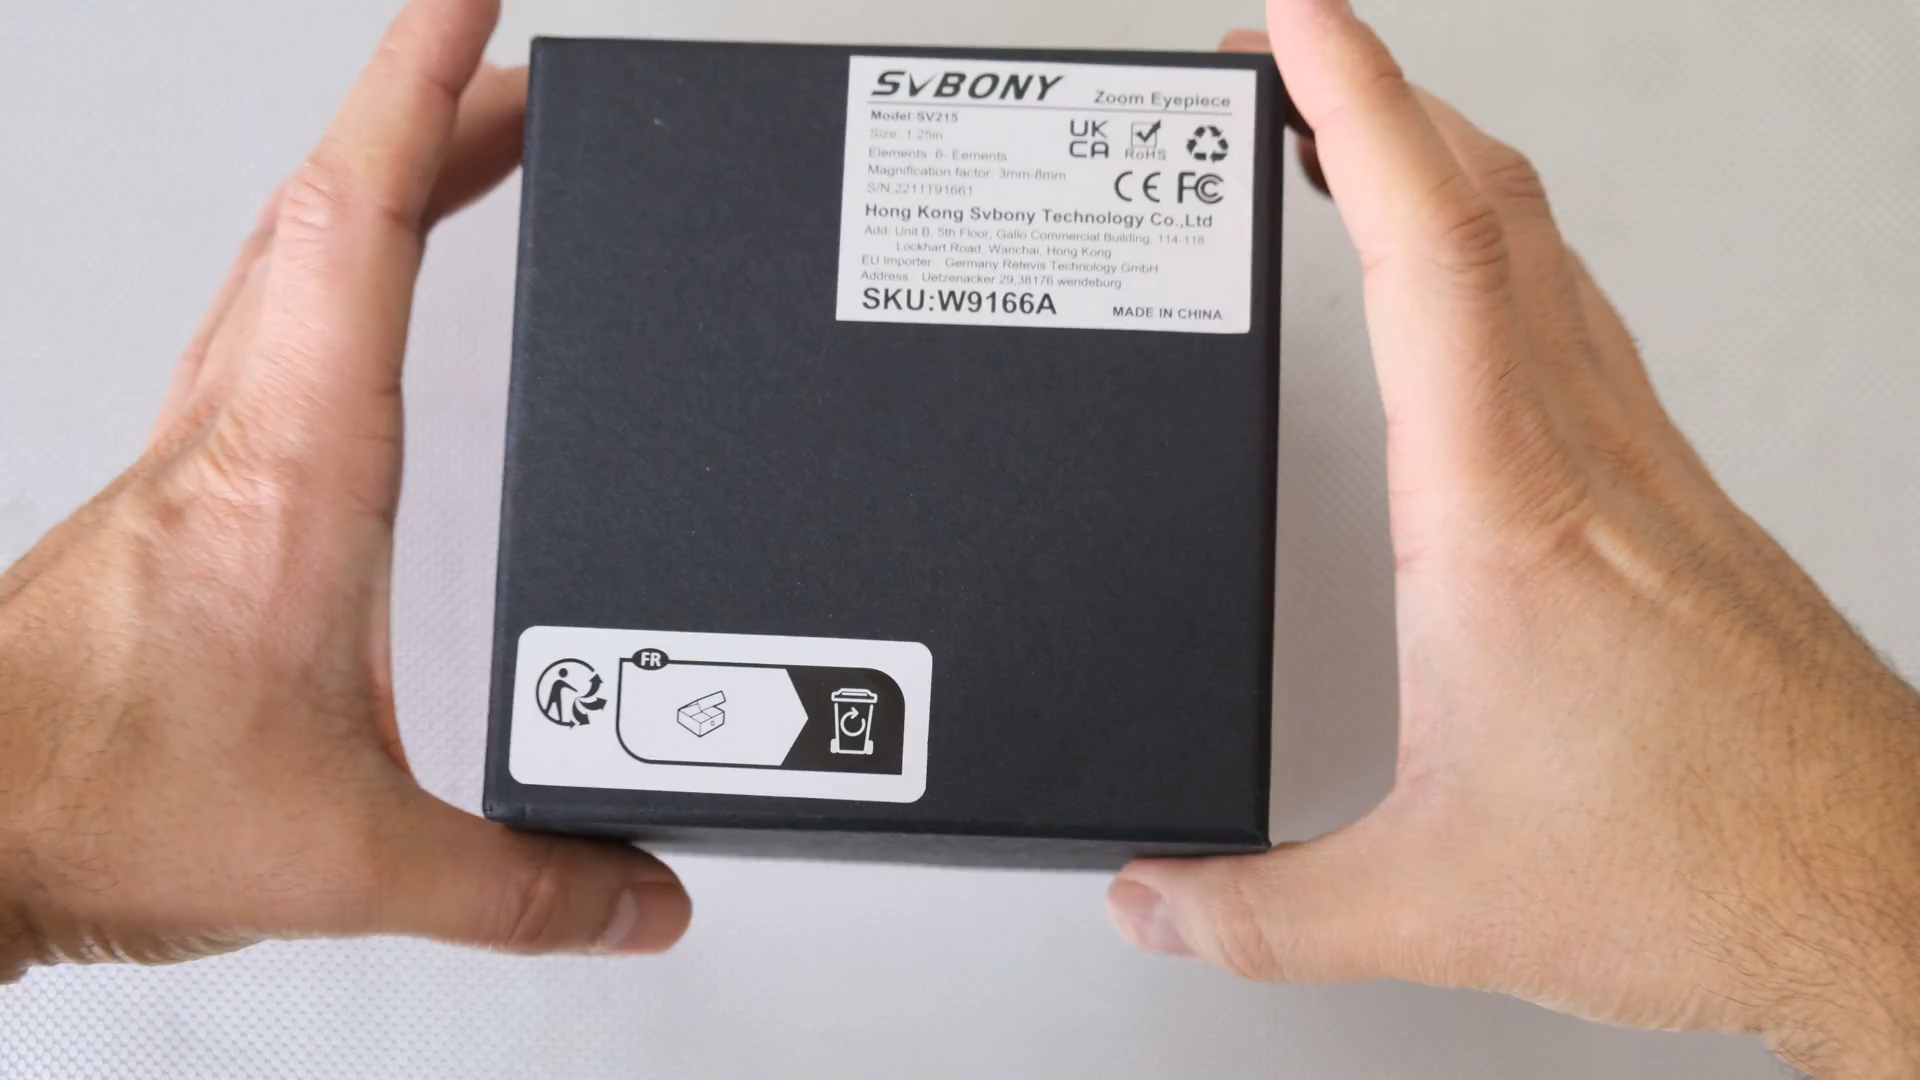 SVBONY
Zoom Eyepiece
Model:SV215
Size: 1.25in
Elements: 6- Eements
Magnification factor: 3mm-8mm
S/N.2211T91661
UK
CA
RoHS
CE FC
Hong Kong Svbony Technology Co.,Ltd
Add: Unit B, 5th Floor, Gallo Commercial Building, 114-118
Lockhart Road, Wanchai, Hong Kong
EU Importer: Germany Retevis Technology GmbH
Address: Uetzenacker 29,38176 wendeburg
SKU:W9166A
MADE IN CHINA
FR